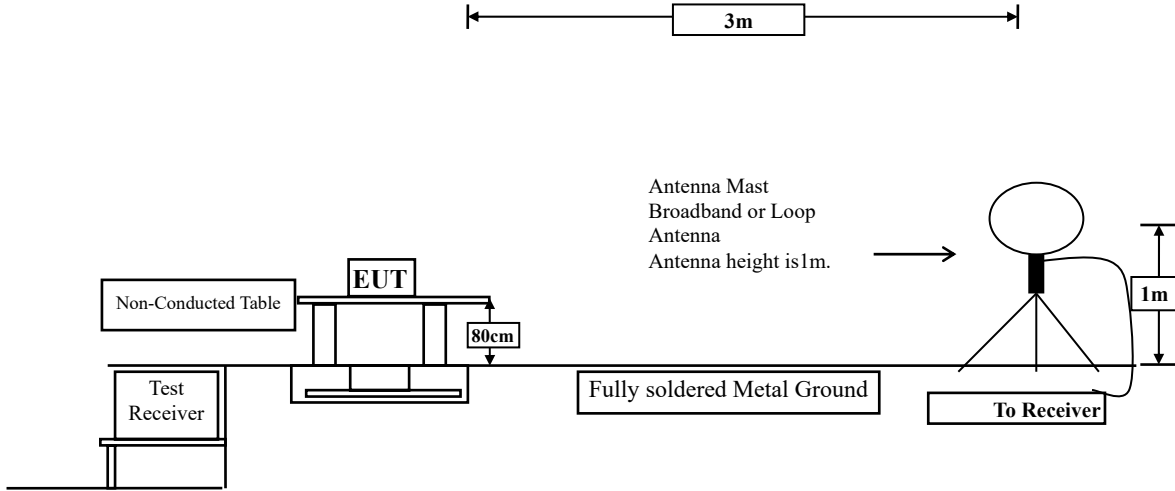 3m
Antenna Mast
Broadband or Loop
Antenna
Antenna height is1m.
EUT
Non-Conducted Table
80cm
1m
Test
Receiver
Fully soldered Metal Ground
To Receiver